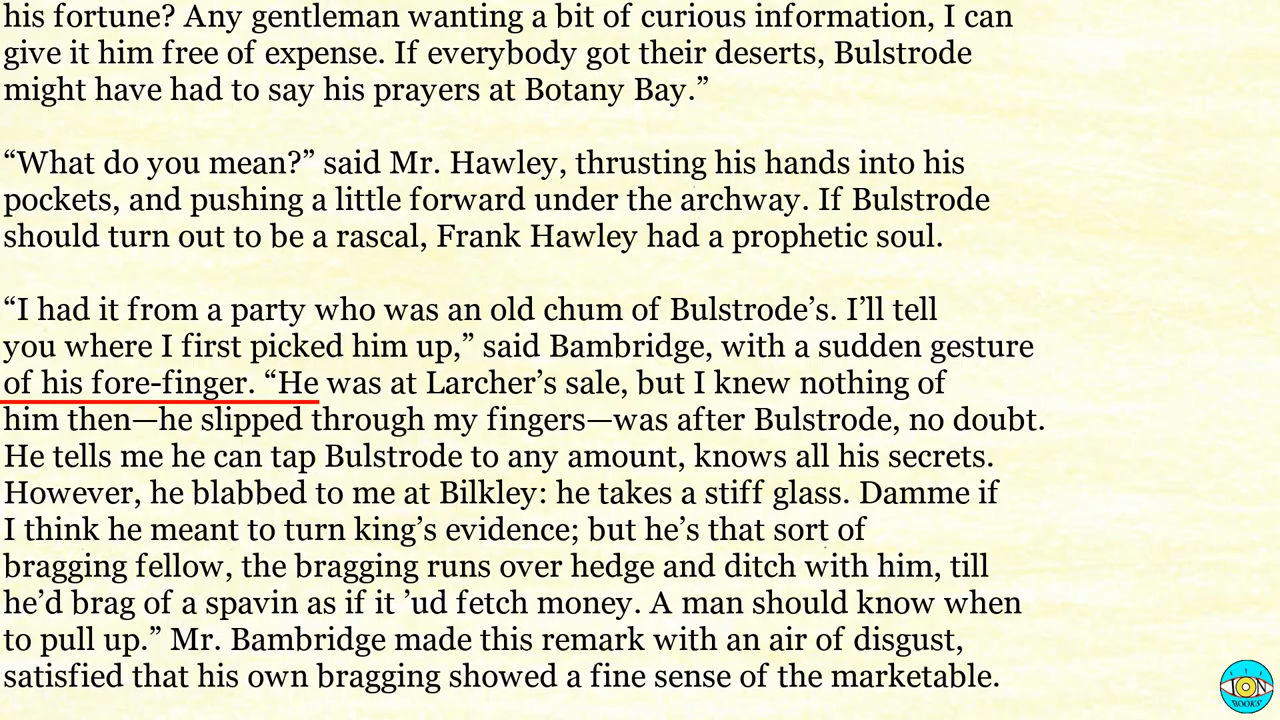 his fortune? Any gentleman wanting a bit of curious information, I can
give it him free of expense. If everybody got their deserts, Bulstrode
might have had to say his prayers at Botany Bay.”
“What do you mean?” said Mr. Hawley, thrusting his hands into his
pockets, and pushing a little forward under the archway. If Bulstrode
should turn out to be a rascal, Frank Hawley had a prophetic soul.
“I had it from a party who was an old chum of Bulstrode’s. I’ll tell
you where I first picked him up,” said Bambridge, with a sudden gesture
of his fore-finger. “He was at Larcher’s sale, but I knew nothing of
him then—he slipped through my fingers—was after Bulstrode, no doubt.
He tells me he can tap Bulstrode to any amount, knows all his secrets.
However, he blabbed to me at Bilkley: he takes a stiff glass. Damme if
I think he meant to turn king’s evidence; but he’s that sort of
bragging fellow, the bragging runs over hedge and ditch with him, till
he’d brag of a spavin as if it ’ud fetch money. A man should know when
to pull up.” Mr. Bambridge made this remark with an air of disgust,
satisfied that his own bragging showed a fine sense of the marketable.
ION
BOOKS